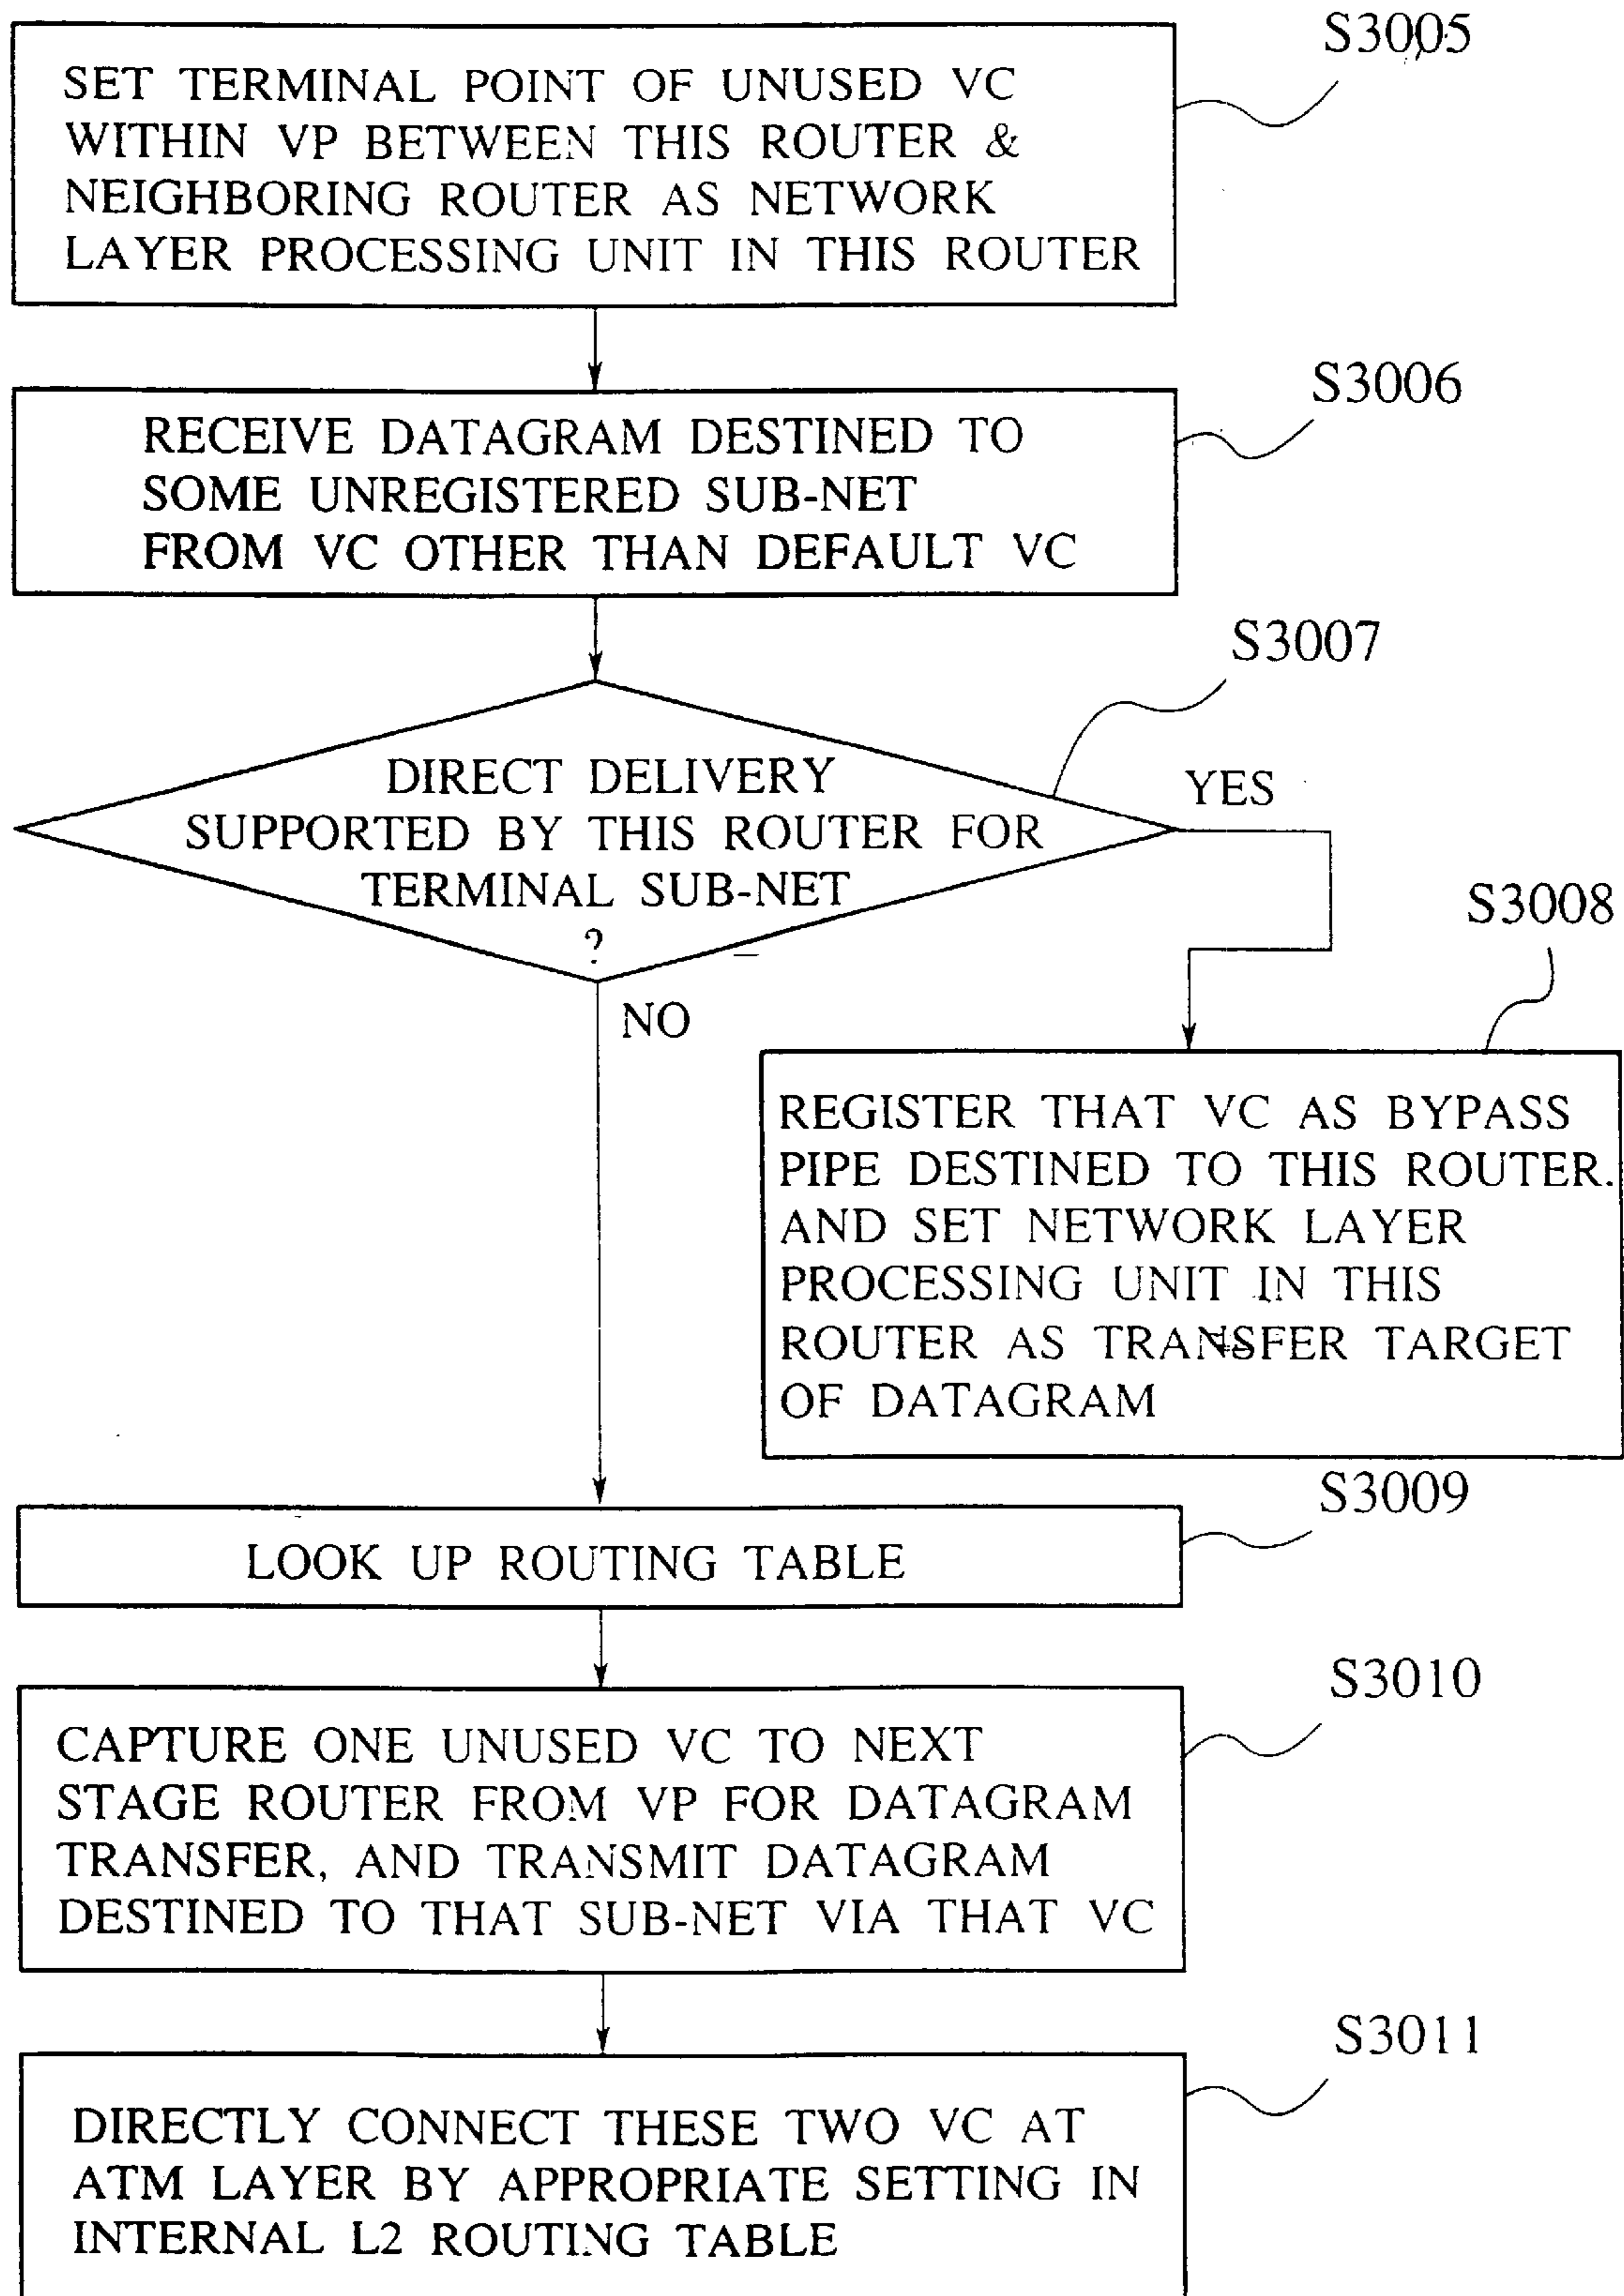 S3005
SET TERMINAL POINT OF UNUSED VC
WITHIN VP BETWEEN THIS ROUTER &
NEIGHBORING ROUTER AS NETWORK
LAYER PROCESSING UNIT IN THIS ROUTER
S3006
RECEIVE DATAGRAM DESTINED TO
SOME UNREGISTERED SUB-NET
FROM VC OTHER THAN DEFAULT VC
S3007
DIRECT DELIVERY
SUPPORTED BY THIS ROUTER FOR
TERMINAL SUB-NET
?
YES
NO
S3008
REGISTER THAT VC AS BYPASS
PIPE DESTINED TO THIS ROUTER.
AND SET NETWORK LAYER
PROCESSING UNIT IN THIS
ROUTER AS TRANSFER TARGET
OF DATAGRAM
S3009
LOOK UP ROUTING TABLE
S3010
CAPTURE ONE UNUSED VC TO NEXT
STAGE ROUTER FROM VP FOR DATAGRAM
TRANSFER, AND TRANSMIT DATAGRAM
DESTINED TO THAT SUB-NET VIA THAT VC
S3011
DIRECTLY CONNECT THESE TWO VC AT
ATM LAYER BY APPROPRIATE SETTING IN
INTERNAL L2 ROUTING TABLE